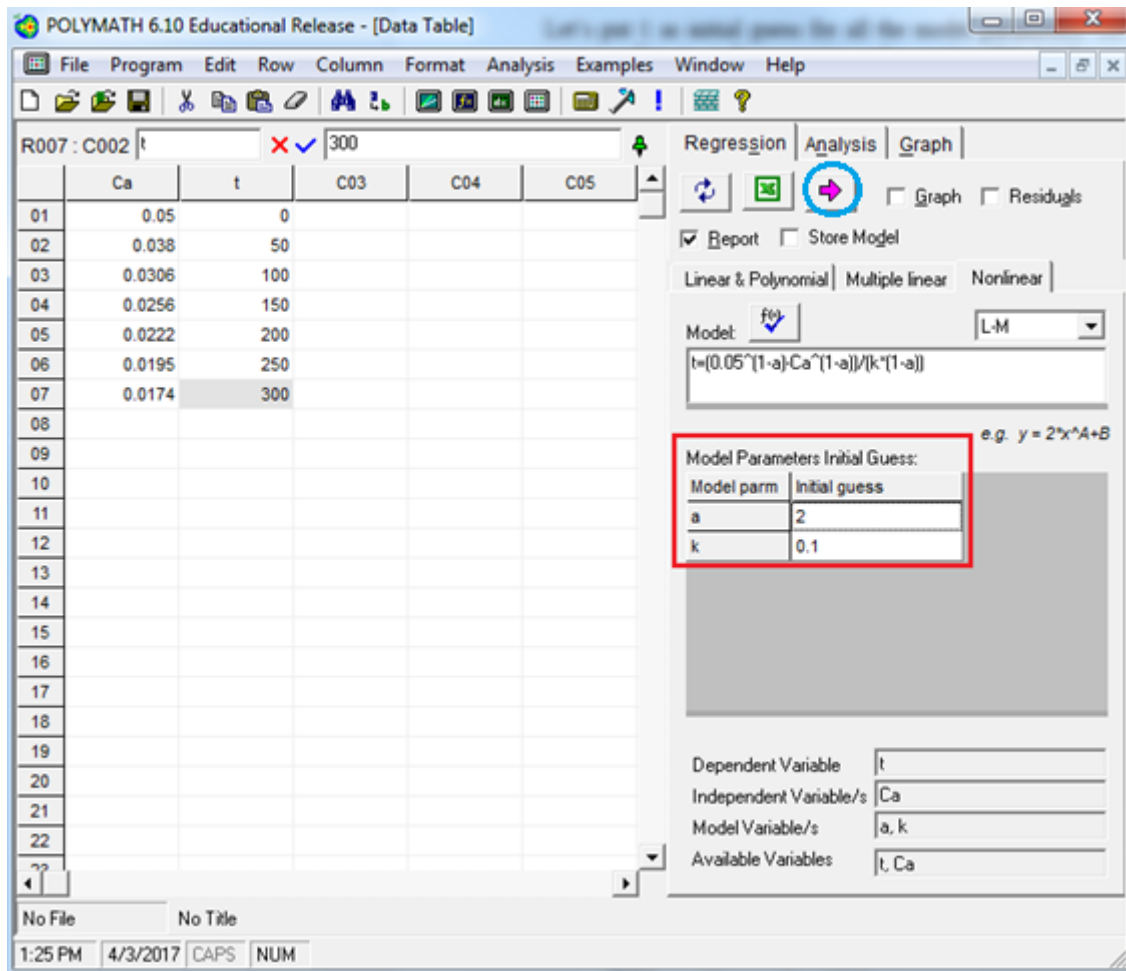 POLYMATH 6.10 Educational Release - [Data Table]
File Program Edit Row Column Format Analysis Examples Window Help
R007 : C002 t 300
Ca t C03 C04 C05
01 0.05 0
02 0.038 50
03 0.0306 100
04 0.0256 150
05 0.0222 200
06 0.0195 250
07 0.0174 300
08
09
10
11
12
13
14
15
16
17
18
19
20
21
22
Regression Analysis Graph
Graph Residuals
Report Store Model
Linear & Polynomial Multiple linear Nonlinear
Model: L-M
t=(0.05^(1-a)-Ca^(1-a))/(k*(1-a))
e.g. y = 2*x^A+B
Model Parameters Initial Guess:
Model parm Initial guess
a 2
k 0.1
Dependent Variable t
Independent Variable/s Ca
Model Variable/s a, k
Available Variables t, Ca
No File No Title
1:25 PM 4/3/2017 CAPS NUM